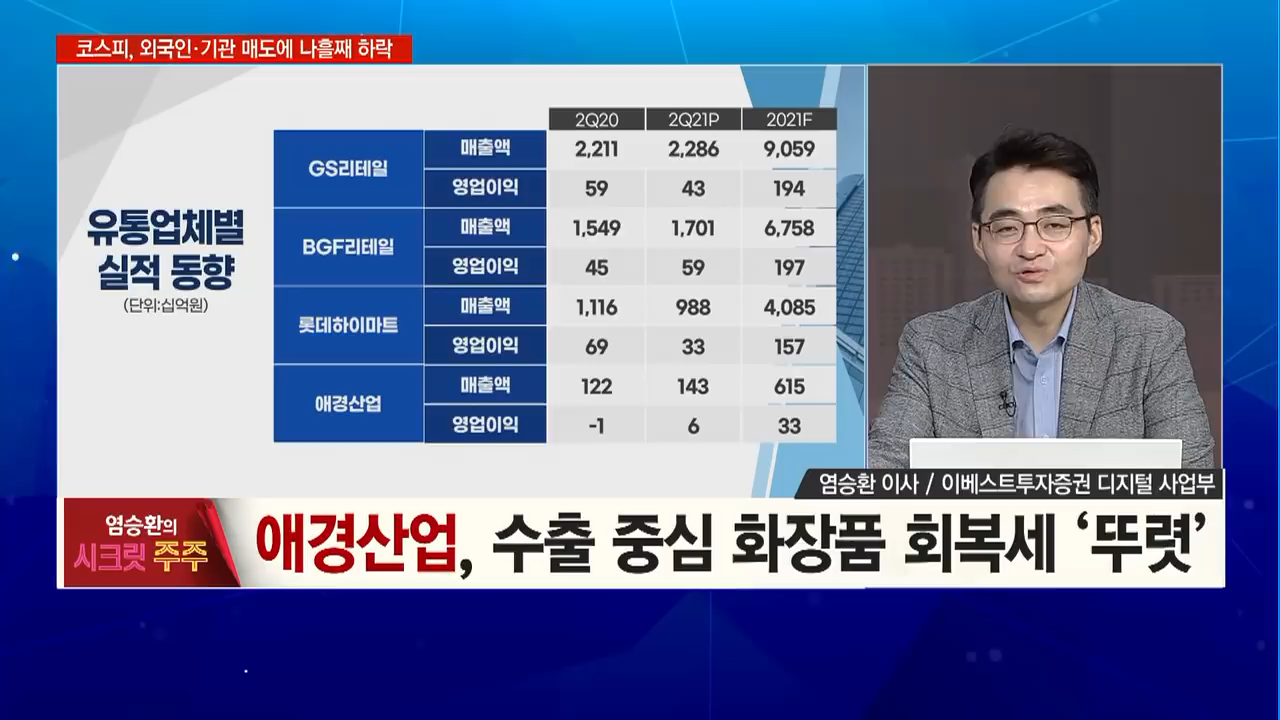 코스피, 외국인·기관 매도에 나흘째 하락
유통업체별
실적 동향
(단위:십억원)
2Q20 2Q21P 2021F
GS리테일 매출액 2,211 2,286 9,059
영업이익 59 43 194
BGF리테일 매출액 1,549 1,701 6,758
영업이익 45 59 197
롯데하이마트 매출액 1,116 988 4,085
영업이익 69 33 157
애경산업 매출액 122 143 615
영업이익 -1 6 33
염승환 이사 / 이베스트투자증권 디지털 사업부
염승환의
시크릿 주주
애경산업, 수출 중심 화장품 회복세 ‘뚜렷’